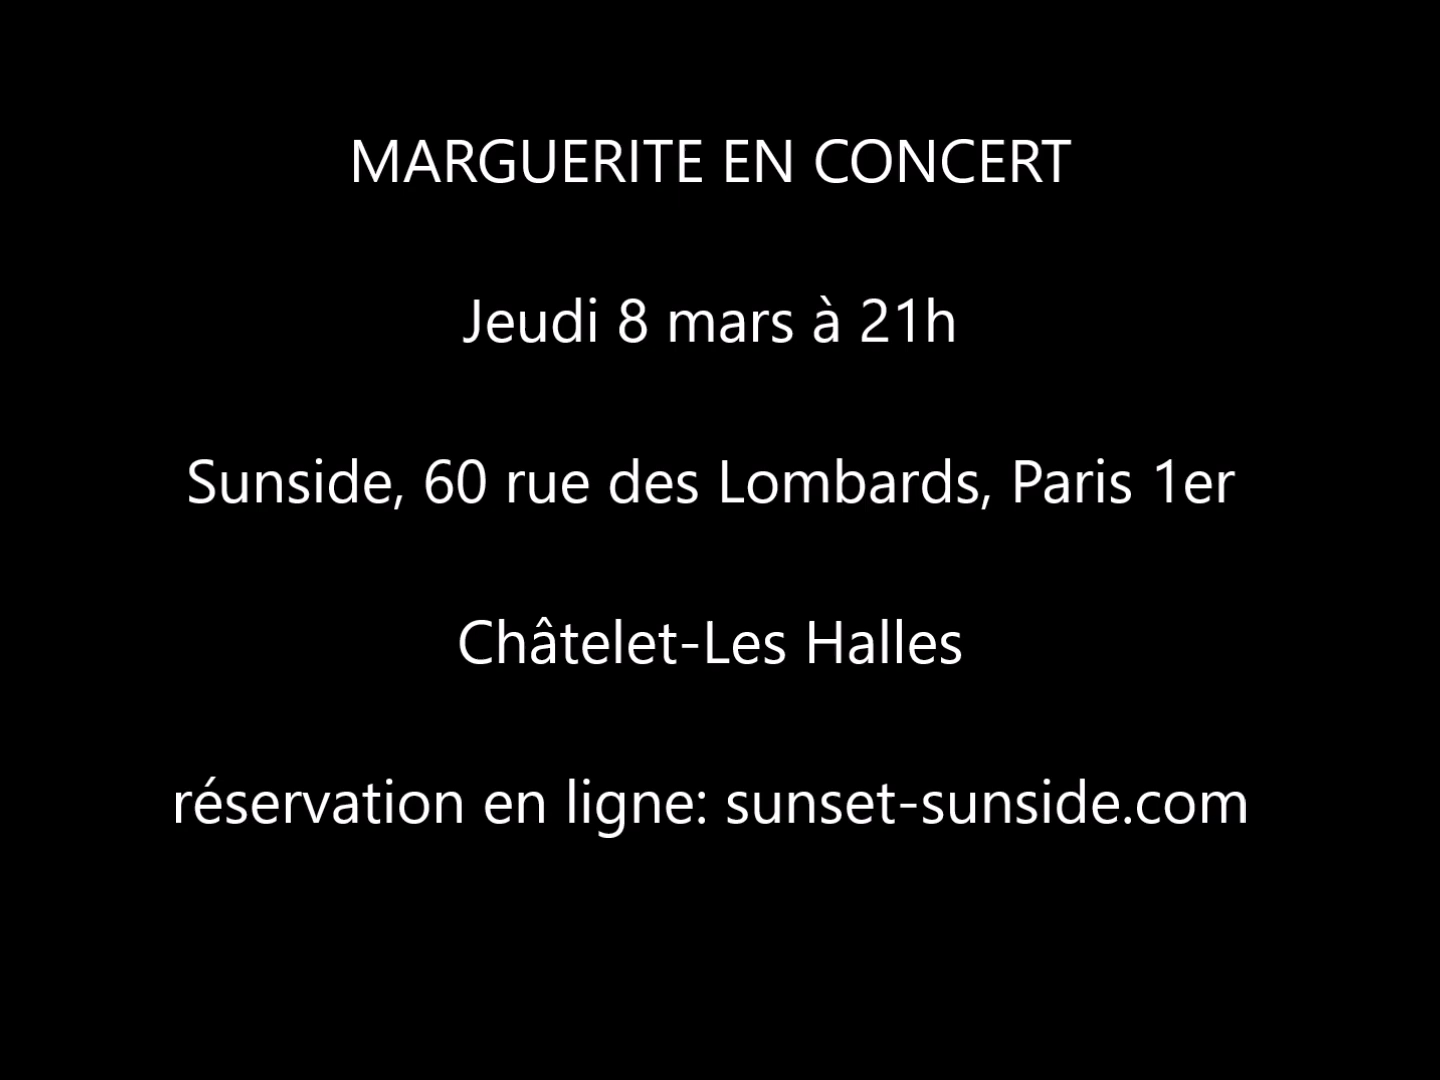 MARGUERITE EN CONCERT
Jeudi 8 mars à 21h
Sunside, 60 rue des Lombards, Paris 1er
Châtelet-Les Halles
réservation en ligne: sunset-sunside.com